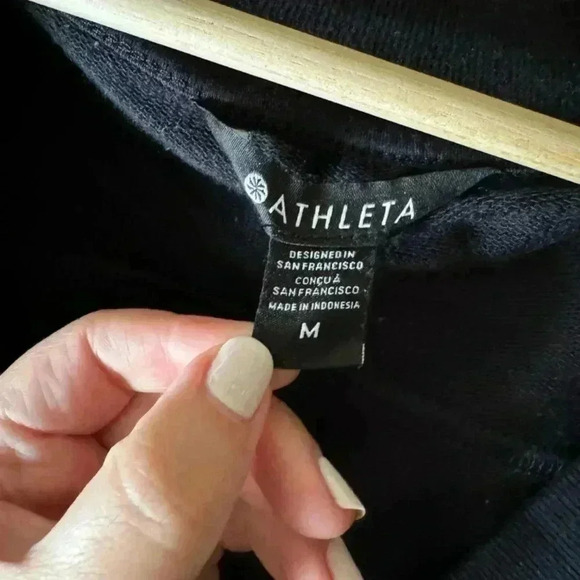 ATHLETA
DESIGNED IN
SAN FRANCISCO
CONÇU À
SAN FRANCISCO
MADE IN INDONESIA
M